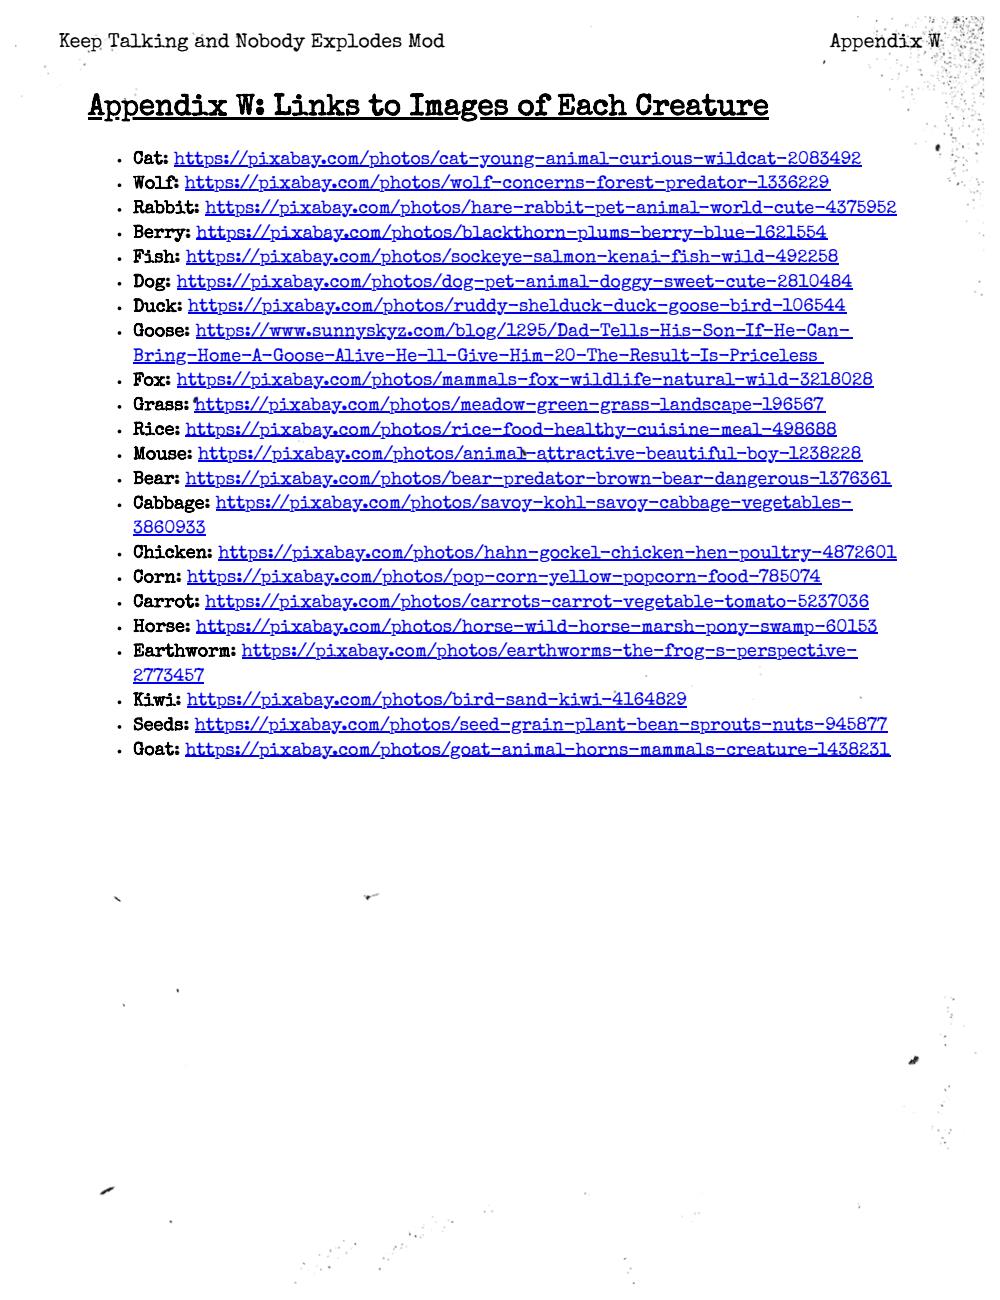 Keep Talking and Nobody Explodes Mod
Appendix W
Appendix W: Links to Images of Each Creature
• Cat: https://pixabay.com/photos/cat-young-animal-curious-wildcat-2083492
• Wolf: https://pixabay.com/photos/wolf-concerns-forest-predator-1336229
• Rabbit: https://pixabay.com/photos/hare-rabbit-pet-animal-world-cute-4375952
• Berry: https://pixabay.com/photos/blackthorn-plums-berry-blue-1621554
• Fish: https://pixabay.com/photos/sockeye-salmon-kenai-fish-wild-492258
• Dog: https://pixabay.com/photos/dog-pet-animal-doggy-sweet-cute-2810484
• Duck: https://pixabay.com/photos/ruddy-shelduck-duck-goose-bird-106544
• Goose: https://www.sunnyskyz.com/blog/1295/Dad-Tells-His-Son-If-He-Can-
Bring-Home-A-Goose-Alive-He-ll-Give-Him-20-The-Result-Is-Priceless
• Fox: https://pixabay.com/photos/mammals-fox-wildlife-natural-wild-3218028
• Grass: https://pixabay.com/photos/meadow-green-grass-landscape-196567
• Rice: https://pixabay.com/photos/rice-food-healthy-cuisine-meal-498688
• Mouse: https://pixabay.com/photos/animal-attractive-beautiful-boy-1238228
• Bear: https://pixabay.com/photos/bear-predator-brown-bear-dangerous-1376361
• Cabbage: https://pixabay.com/photos/savoy-kohl-savoy-cabbage-vegetables-
3860933
• Chicken: https://pixabay.com/photos/hahn-gockel-chicken-hen-poultry-4872601
• Corn: https://pixabay.com/photos/pop-corn-yellow-popcorn-food-785074
• Carrot: https://pixabay.com/photos/carrots-carrot-vegetable-tomato-5237036
• Horse: https://pixabay.com/photos/horse-wild-horse-marsh-pony-swamp-60153
• Earthworm: https://pixabay.com/photos/earthworms-the-frog-s-perspective-
2773457
• Kiwi: https://pixabay.com/photos/bird-sand-kiwi-4164829
• Seeds: https://pixabay.com/photos/seed-grain-plant-bean-sprouts-nuts-945877
• Goat: https://pixabay.com/photos/goat-animal-horns-mammals-creature-1438231